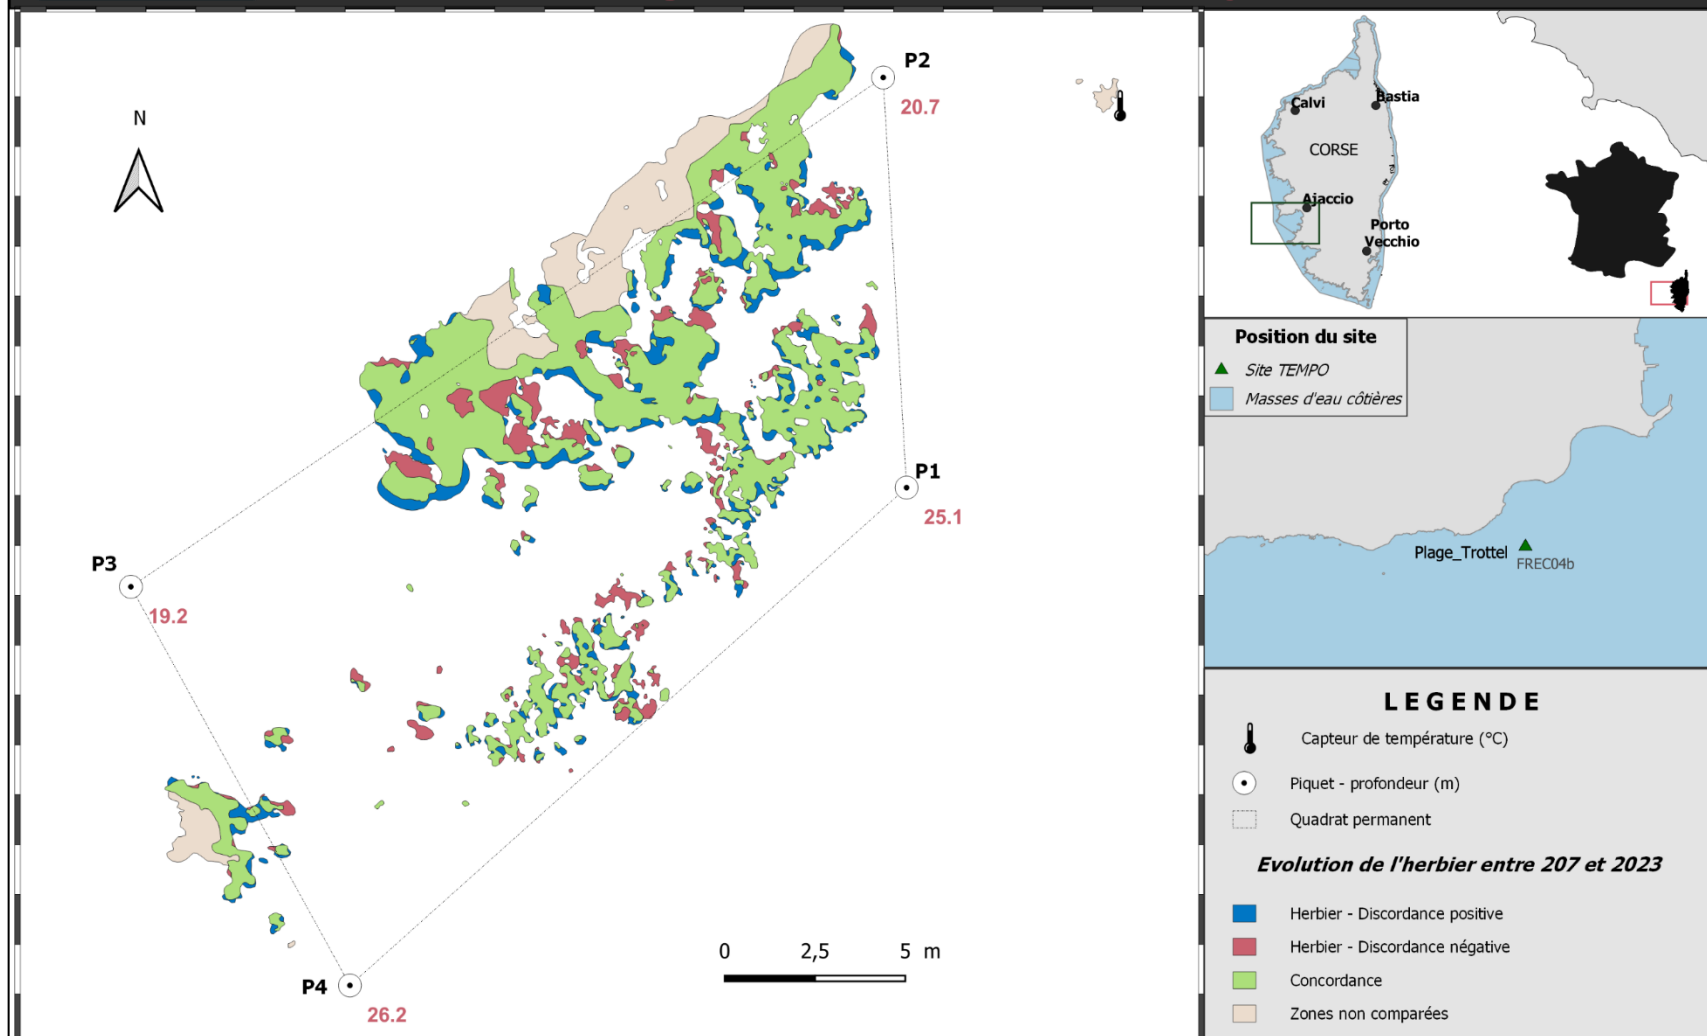 N
P2
20.7
P1
25.1
P3
19.2
P4
26.2
0 2,5 5 m
Calvi
Bastia
CORSE
Ajaccio
Porto
Vecchio
Position du site
Site TEMPO
Masses d'eau côtières
Plage_Trottel
FREC04b
LEGENDE
Capteur de température (°C)
Piquet - profondeur (m)
Quadrat permanent
Evolution de l'herbier entre 207 et 2023
Herbier - Discordance positive
Herbier - Discordance négative
Concordance
Zones non comparées